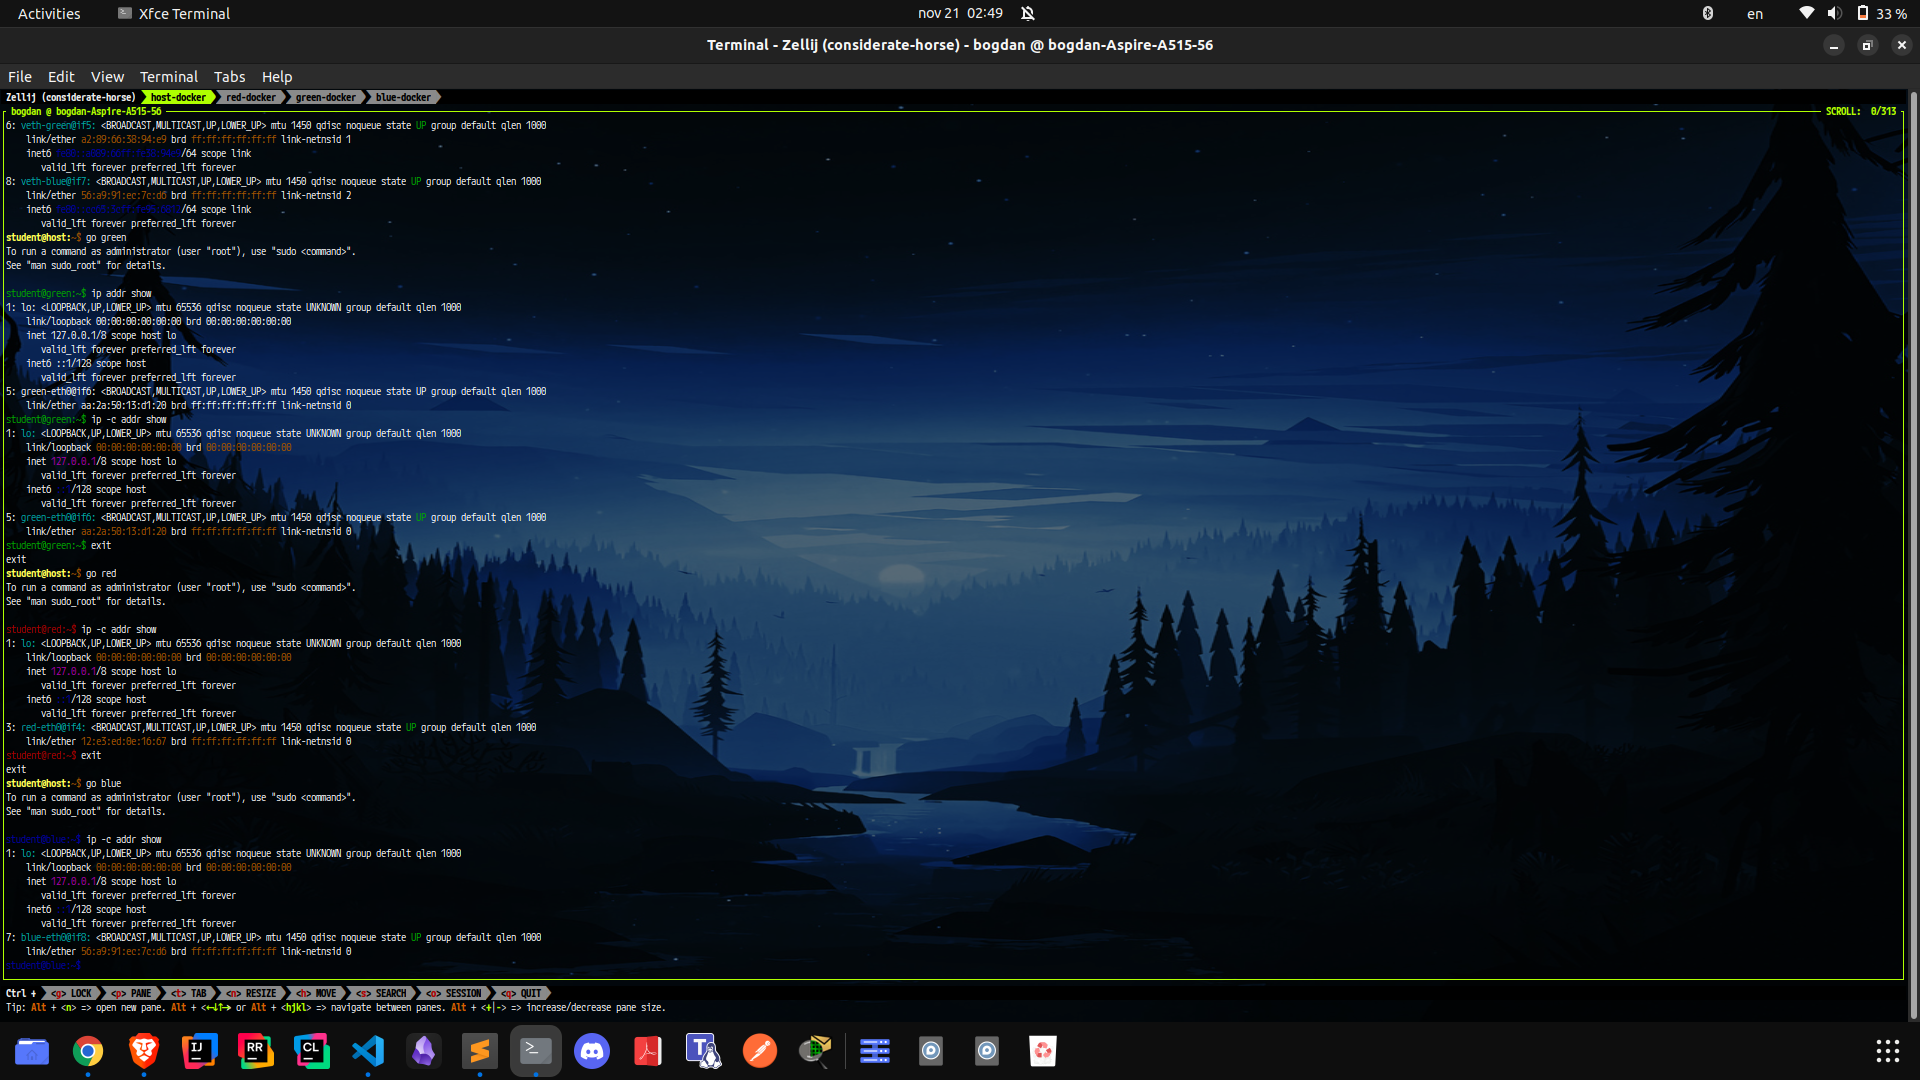 Activities
Xfce Terminal
nov 21 02:49
en
33 %
Terminal - Zellij (considerate-horse) - bogdan @ bogdan-Aspire-A515-56
File Edit View Terminal Tabs Help
Zellij (considerate-horse) host-docker red-docker green-docker blue-docker
bogdan @ bogdan-Aspire-A515-56 SCROLL: 0/313
6: veth-green@if5: <BROADCAST,MULTICAST,UP,LOWER_UP> mtu 1450 qdisc noqueue state UP group default qlen 1000
link/ether a2:89:66:38:94:e9 brd ff:ff:ff:ff:ff:ff link-netnsid 1
inet6 /64 scope link
valid_lft forever preferred_lft forever
8: veth-blue@if7: <BROADCAST,MULTICAST,UP,LOWER_UP> mtu 1450 qdisc noqueue state UP group default qlen 1000
link/ether 56:a9:91:ec:7c:d6 brd ff:ff:ff:ff:ff:ff link-netnsid 2
inet6 /64 scope link
valid_lft forever preferred_lft forever
student@host:~$ go green
To run a command as administrator (user "root"), use "sudo <command>".
See "man sudo_root" for details.
student@green:~$ ip addr show
1: lo: <LOOPBACK,UP,LOWER_UP> mtu 65536 qdisc noqueue state UNKNOWN group default qlen 1000
link/loopback 00:00:00:00:00:00 brd 00:00:00:00:00:00
inet 127.0.0.1/8 scope host lo
valid_lft forever preferred_lft forever
inet6 ::1/128 scope host
valid_lft forever preferred_lft forever
5: green-eth0@if6: <BROADCAST,MULTICAST,UP,LOWER_UP> mtu 1450 qdisc noqueue state UP group default qlen 1000
link/ether aa:2a:50:13:d1:20 brd ff:ff:ff:ff:ff:ff link-netnsid 0
student@green:~$ ip -c addr show
1: lo: <LOOPBACK,UP,LOWER_UP> mtu 65536 qdisc noqueue state UNKNOWN group default qlen 1000
link/loopback 00:00:00:00:00:00 brd 00:00:00:00:00:00
inet 127.0.0.1/8 scope host lo
valid_lft forever preferred_lft forever
inet6 ::1/128 scope host
valid_lft forever preferred_lft forever
5: green-eth0@if6: <BROADCAST,MULTICAST,UP,LOWER_UP> mtu 1450 qdisc noqueue state UP group default qlen 1000
link/ether aa:2a:50:13:d1:20 brd ff:ff:ff:ff:ff:ff link-netnsid 0
student@green:~$ exit
exit
student@host:~$ go red
To run a command as administrator (user "root"), use "sudo <command>".
See "man sudo_root" for details.
student@red:~$ ip -c addr show
1: lo: <LOOPBACK,UP,LOWER_UP> mtu 65536 qdisc noqueue state UNKNOWN group default qlen 1000
link/loopback 00:00:00:00:00:00 brd 00:00:00:00:00:00
inet 127.0.0.1/8 scope host lo
valid_lft forever preferred_lft forever
inet6 ::1/128 scope host
valid_lft forever preferred_lft forever
3: red-eth0@if4: <BROADCAST,MULTICAST,UP,LOWER_UP> mtu 1450 qdisc noqueue state UP group default qlen 1000
link/ether 12:e3:ed:0e:16:67 brd ff:ff:ff:ff:ff:ff link-netnsid 0
student@red:~$ exit
exit
student@host:~$ go blue
To run a command as administrator (user "root"), use "sudo <command>".
See "man sudo_root" for details.
student@blue:~$ ip -c addr show
1: lo: <LOOPBACK,UP,LOWER_UP> mtu 65536 qdisc noqueue state UNKNOWN group default qlen 1000
link/loopback 00:00:00:00:00:00 brd 00:00:00:00:00:00
inet 127.0.0.1/8 scope host lo
valid_lft forever preferred_lft forever
inet6 ::1/128 scope host
valid_lft forever preferred_lft forever
7: blue-eth0@if8: <BROADCAST,MULTICAST,UP,LOWER_UP> mtu 1450 qdisc noqueue state UP group default qlen 1000
link/ether 56:a9:91:ec:7c:d6 brd ff:ff:ff:ff:ff:ff link-netnsid 0
student@blue:~$
Ctrl + <g> LOCK <p> PANE <t> TAB <n> RESIZE <h> MOVE <s> SEARCH <o> SESSION <q> QUIT
Tip: Alt + <n> => open new pane. Alt + <←↓↑→> or Alt + <hjkl> => navigate between panes. Alt + <+|-> => increase/decrease pane size.